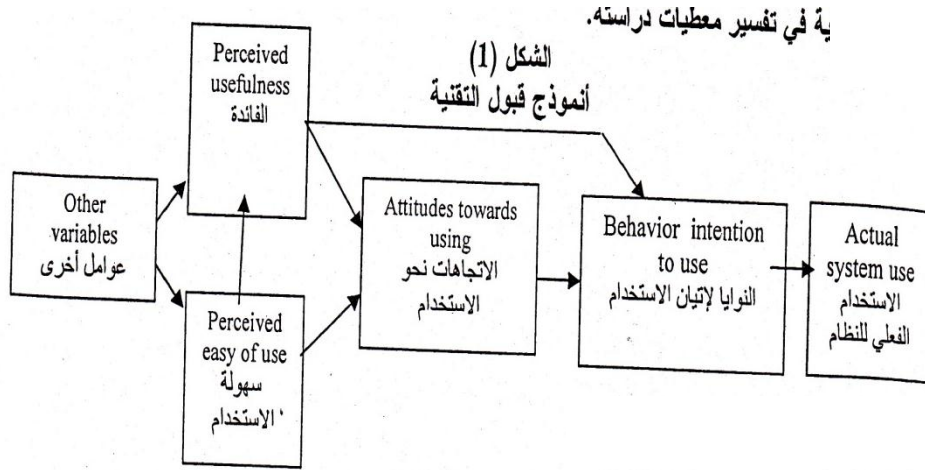 ية في تفسير معطيات دراسته.
الشكل (1)
أنموذج قبول التقنية
Perceived
usefulness
الفائدة
Other
variables
عوامل أخرى
Perceived
easy of use
سهولة
الاستخدام
Attitudes towards
using
الاتجاهات نحو
الاستخدام
Behavior intention
to use
النوايا لإتيان الاستخدام
Actual
system use
الاستخدام
الفعلي للنظام